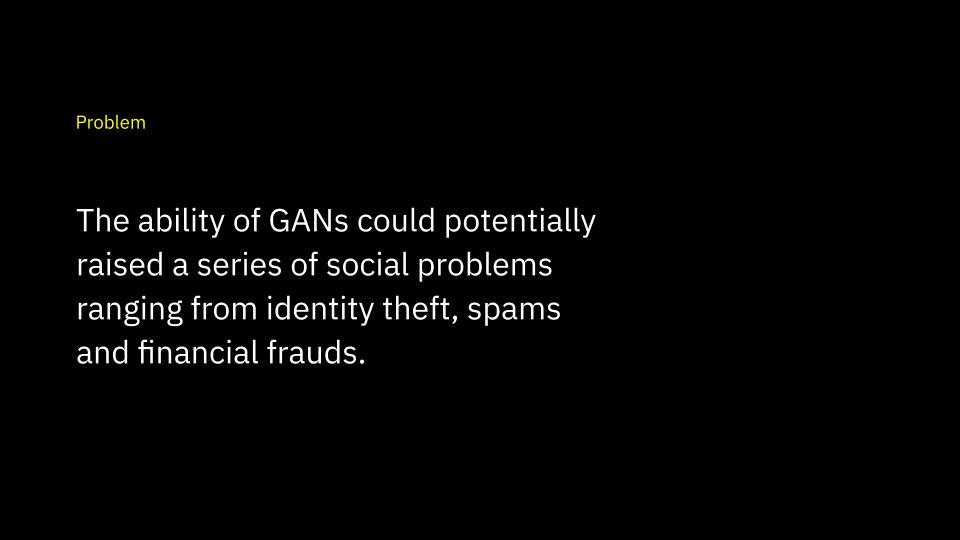 Problem
The ability of GANs could potentially
raised a series of social problems
ranging from identity theft, spams
and financial frauds.